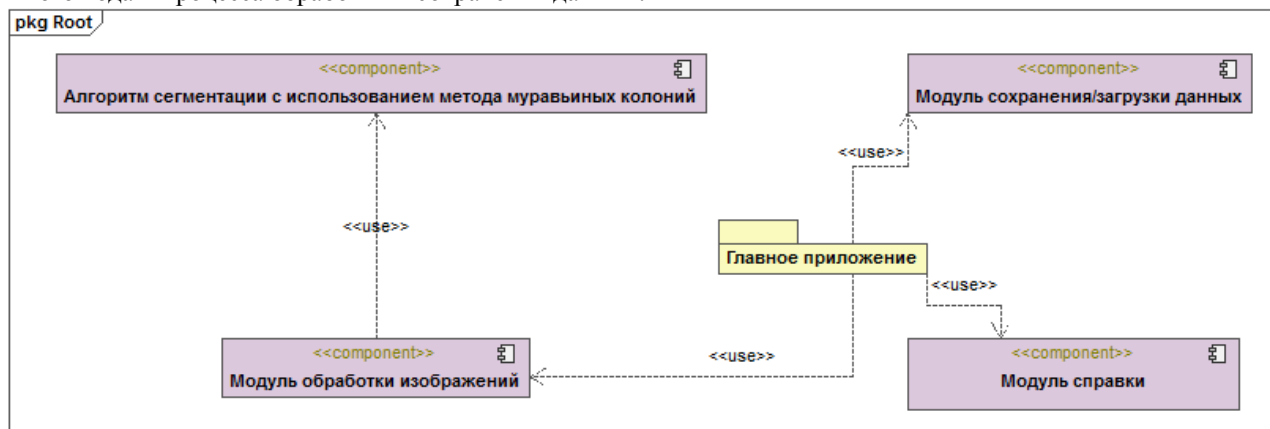 pkg Root
<<component>>
Алгоритм сегментации с использованием метода муравьиных колоний
<<component>>
Модуль сохранения/загрузки данных
<<use>>
<<use>>
Главное приложение
<<use>>
<<use>>
<<component>>
Модуль обработки изображений
<<component>>
Модуль справки